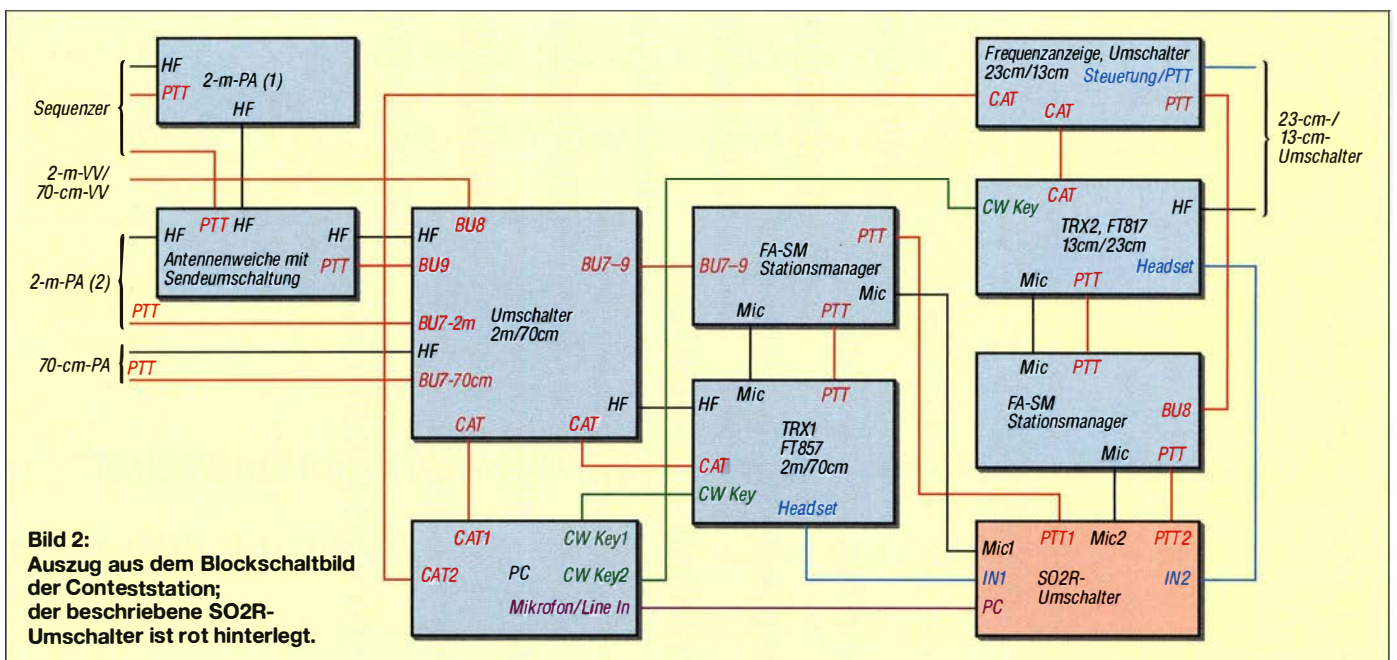 HF
2-m-PA (1)
PTT
HF
Sequenzer
2-m-VV/
70-cm-VV
PTT HF
HF
HF
Antennenweiche mit
Sendeumschaltung
PTT
2-m-PA (2)
PTT
70-cm-PA
PTT
BU8
HF
BU9
BU7–9
BU7-2m
Umschalter
2m/70cm
HF
BU7-70cm
HF
CAT
CAT
PTT
FA-SM
Stationsmanager
BU7-9
Mic
Mic
PTT
Mic
PTT
HF
TRX1
FT857
2m/70cm
CAT
CW Key
Headset
CAT1
CW Key1
CAT2
PC
CW Key2
Mikrofon/Line In
Frequenzanzeige, Umschalter
23cm/13cm
Steuerung/PTT
CAT
CAT
PTT
23-cm-/
13-cm-
Umschalter
CAT
CW Key
HF
TRX2, FT817
13cm/23cm
Headset
Mic
PTT
Mic
PTT
FA-SM
Stationsmanager
BU8
Mic
PTT
PTT1
Mic2
PTT2
Mic1
IN1
SO2R-
Umschalter
IN2
PC
Bild 2:
Auszug aus dem Blockschaltbild
der Conteststation;
der beschriebene SO2R-
Umschalter ist rot hinterlegt.